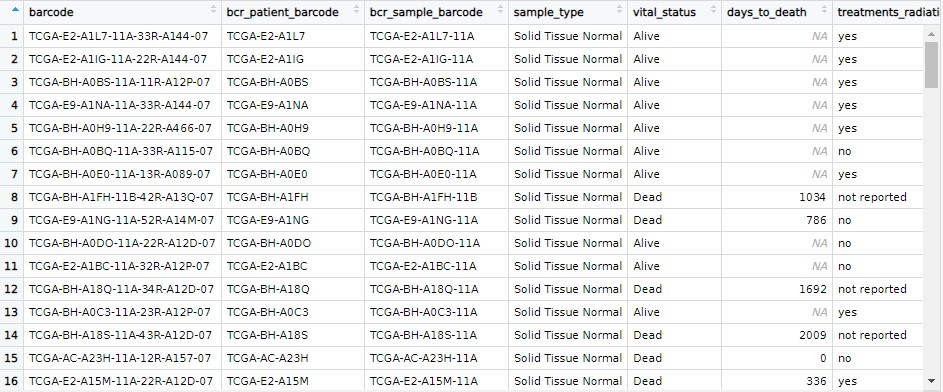 barcode bcr_patient_barcode bcr_sample_barcode sample_type vital_status days_to_death treatments_radiati
1 TCGA-E2-A1L7-11A-33R-A144-07 TCGA-E2-A1L7 TCGA-E2-A1L7-11A Solid Tissue Normal Alive NA yes
2 TCGA-E2-A1IG-11A-22R-A144-07 TCGA-E2-A1IG TCGA-E2-A1IG-11A Solid Tissue Normal Alive NA yes
3 TCGA-BH-A0BS-11A-11R-A12P-07 TCGA-BH-A0BS TCGA-BH-A0BS-11A Solid Tissue Normal Alive NA yes
4 TCGA-E9-A1NA-11A-33R-A144-07 TCGA-E9-A1NA TCGA-E9-A1NA-11A Solid Tissue Normal Alive NA yes
5 TCGA-BH-A0H9-11A-22R-A466-07 TCGA-BH-A0H9 TCGA-BH-A0H9-11A Solid Tissue Normal Alive NA yes
6 TCGA-BH-A0BQ-11A-33R-A115-07 TCGA-BH-A0BQ TCGA-BH-A0BQ-11A Solid Tissue Normal Alive NA no
7 TCGA-BH-A0E0-11A-13R-A089-07 TCGA-BH-A0E0 TCGA-BH-A0E0-11A Solid Tissue Normal Alive NA yes
8 TCGA-BH-A1FH-11B-42R-A13Q-07 TCGA-BH-A1FH TCGA-BH-A1FH-11B Solid Tissue Normal Dead 1034 not reported
9 TCGA-E9-A1NG-11A-52R-A14M-07 TCGA-E9-A1NG TCGA-E9-A1NG-11A Solid Tissue Normal Dead 786 no
10 TCGA-BH-A0DO-11A-22R-A12D-07 TCGA-BH-A0DO TCGA-BH-A0DO-11A Solid Tissue Normal Alive NA no
11 TCGA-E2-A1BC-11A-32R-A12P-07 TCGA-E2-A1BC TCGA-E2-A1BC-11A Solid Tissue Normal Alive NA no
12 TCGA-BH-A18Q-11A-34R-A12D-07 TCGA-BH-A18Q TCGA-BH-A18Q-11A Solid Tissue Normal Dead 1692 not reported
13 TCGA-BH-A0C3-11A-23R-A12P-07 TCGA-BH-A0C3 TCGA-BH-A0C3-11A Solid Tissue Normal Alive NA yes
14 TCGA-BH-A18S-11A-43R-A12D-07 TCGA-BH-A18S TCGA-BH-A18S-11A Solid Tissue Normal Dead 2009 not reported
15 TCGA-AC-A23H-11A-12R-A157-07 TCGA-AC-A23H TCGA-AC-A23H-11A Solid Tissue Normal Dead 0 no
16 TCGA-E2-A15M-11A-22R-A12D-07 TCGA-E2-A15M TCGA-E2-A15M-11A Solid Tissue Normal Dead 336 yes